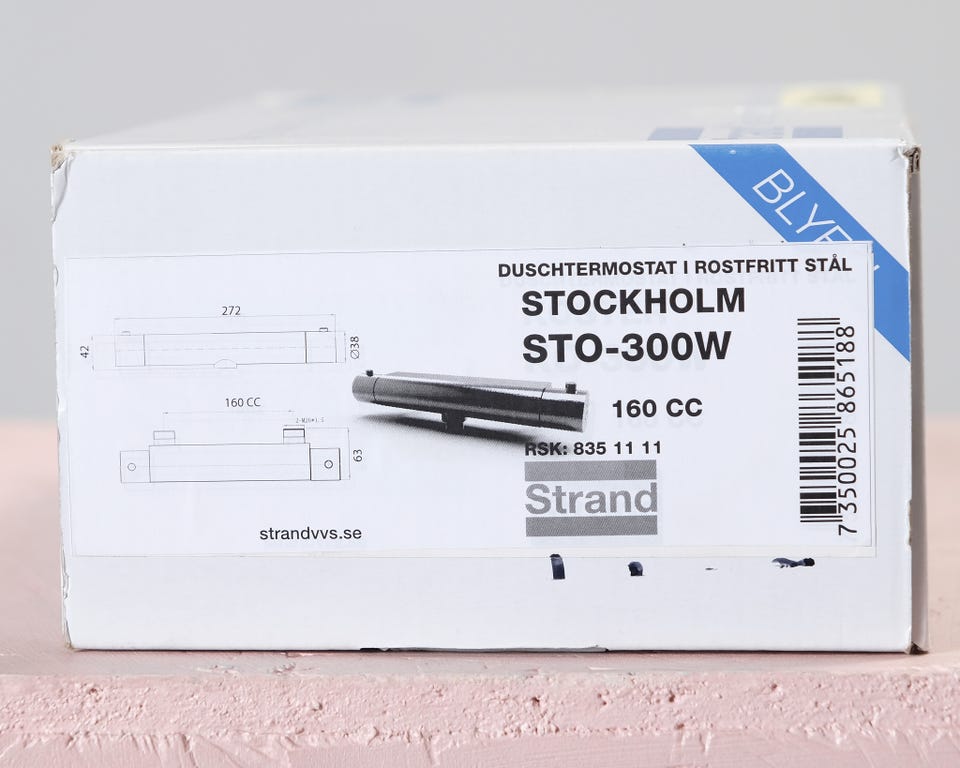 BLYF
DUSCHTERMOSTAT I ROSTFRITT STÅL
STOCKHOLM
STO-300W
160 CC
RSK: 835 11 11
Strand
7 350025 865188
272
42
Ø38
160 CC
63
strandvvs.se